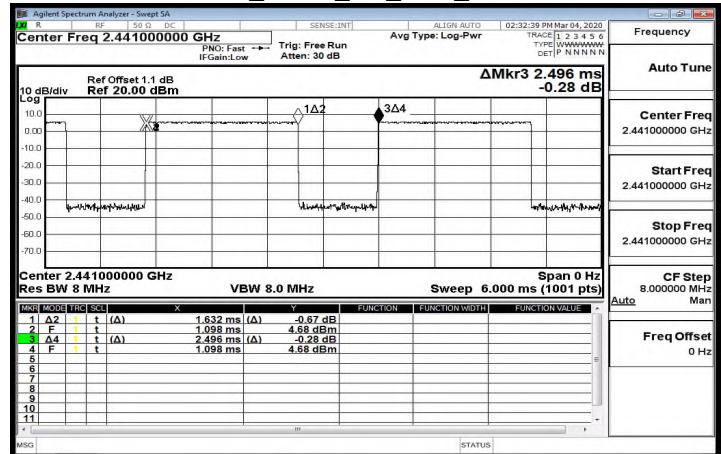 Agilent Spectrum Analyzer - Swept SA
R RF 50 Ω DC SENSE:INT ALIGN AUTO 02:32:39 PM Mar 04, 2020
Center Freq 2.441000000 GHz
PNO: Fast
IFGain:Low
Trig: Free Run
Atten: 30 dB
Avg Type: Log-Pwr
TRACE 1 2 3 4 5 6
TYPE WWWWWW
DET P N N N N N
Frequency
Auto Tune
Center Freq
2.441000000 GHz
Start Freq
2.441000000 GHz
Stop Freq
2.441000000 GHz
CF Step
8.000000 MHz
Auto Man
Freq Offset
0 Hz
ΔMkr3 2.496 ms
-0.28 dB
Ref Offset 1.1 dB
10 dB/div Ref 20.00 dBm
Log
10.0
0.00
-10.0
-20.0
-30.0
-40.0
-50.0
-60.0
-70.0
1Δ2
3Δ4
Center 2.441000000 GHz Span 0 Hz
Res BW 8 MHz VBW 8.0 MHz Sweep 6.000 ms (1001 pts)
MKR MODE TRC SCL X Y FUNCTION FUNCTION WIDTH FUNCTION VALUE
1 Δ2 1 t (Δ) 1.632 ms (Δ) -0.67 dB
2 F 1 t 1.098 ms 4.68 dBm
3 Δ4 1 t (Δ) 2.496 ms (Δ) -0.28 dB
4 F 1 t 1.098 ms 4.68 dBm
5
6
7
8
9
10
11
MSG STATUS